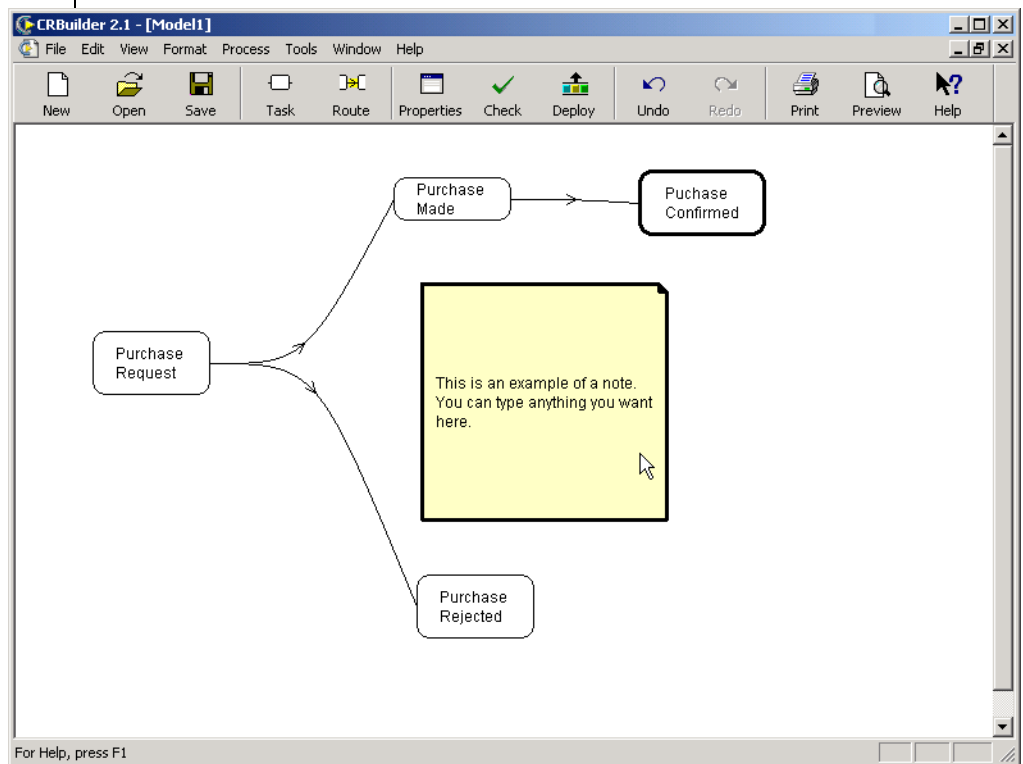 CRBuilder 2.1 - [Model1]
File Edit View Format Process Tools Window Help
New Open Save Task Route Properties Check Deploy Undo Redo Print Preview Help
Purchase
Made
Puchase
Confirmed
Purchase
Request
This is an example of a note.
You can type anything you want
here.
Purchase
Rejected
For Help, press F1